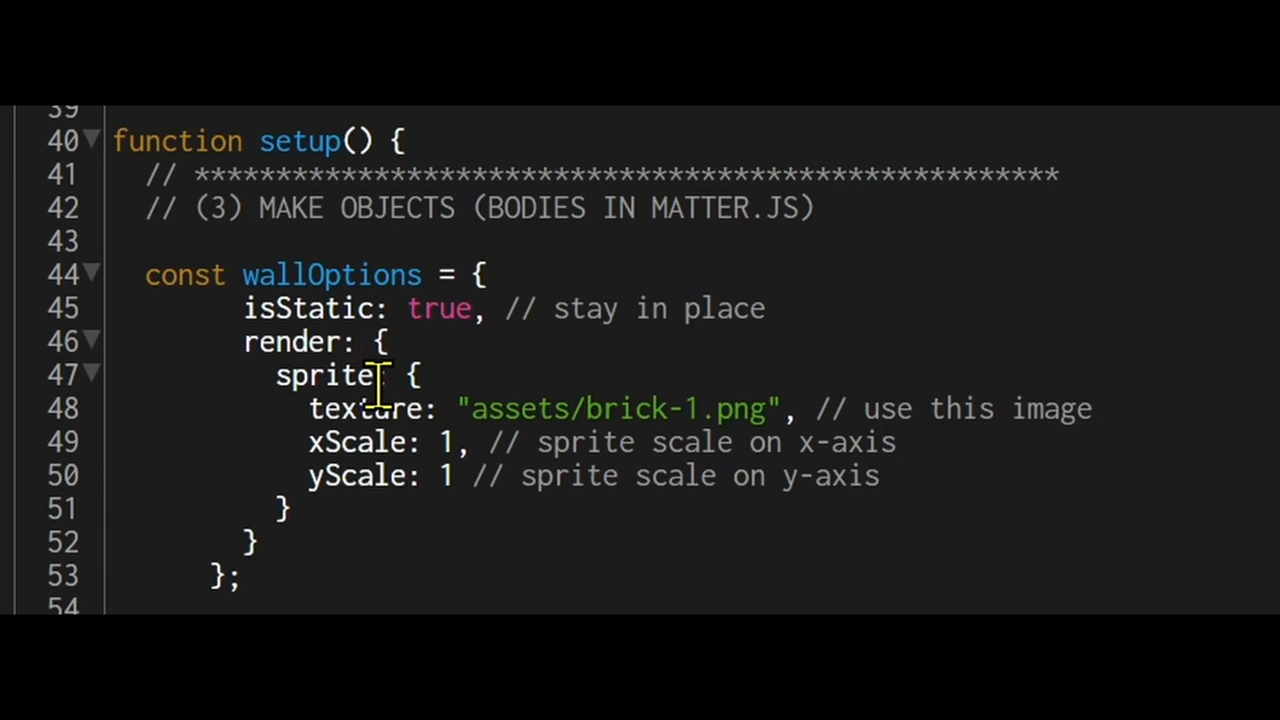 39
40 function setup() {
41 // *****************************************************
42 // (3) MAKE OBJECTS (BODIES IN MATTER.JS)
43
44 const wallOptions = {
45 isStatic: true, // stay in place
46 render: {
47 sprite: {
48 texture: "assets/brick-1.png", // use this image
49 xScale: 1, // sprite scale on x-axis
50 yScale: 1 // sprite scale on y-axis
51 }
52 }
53 };
54